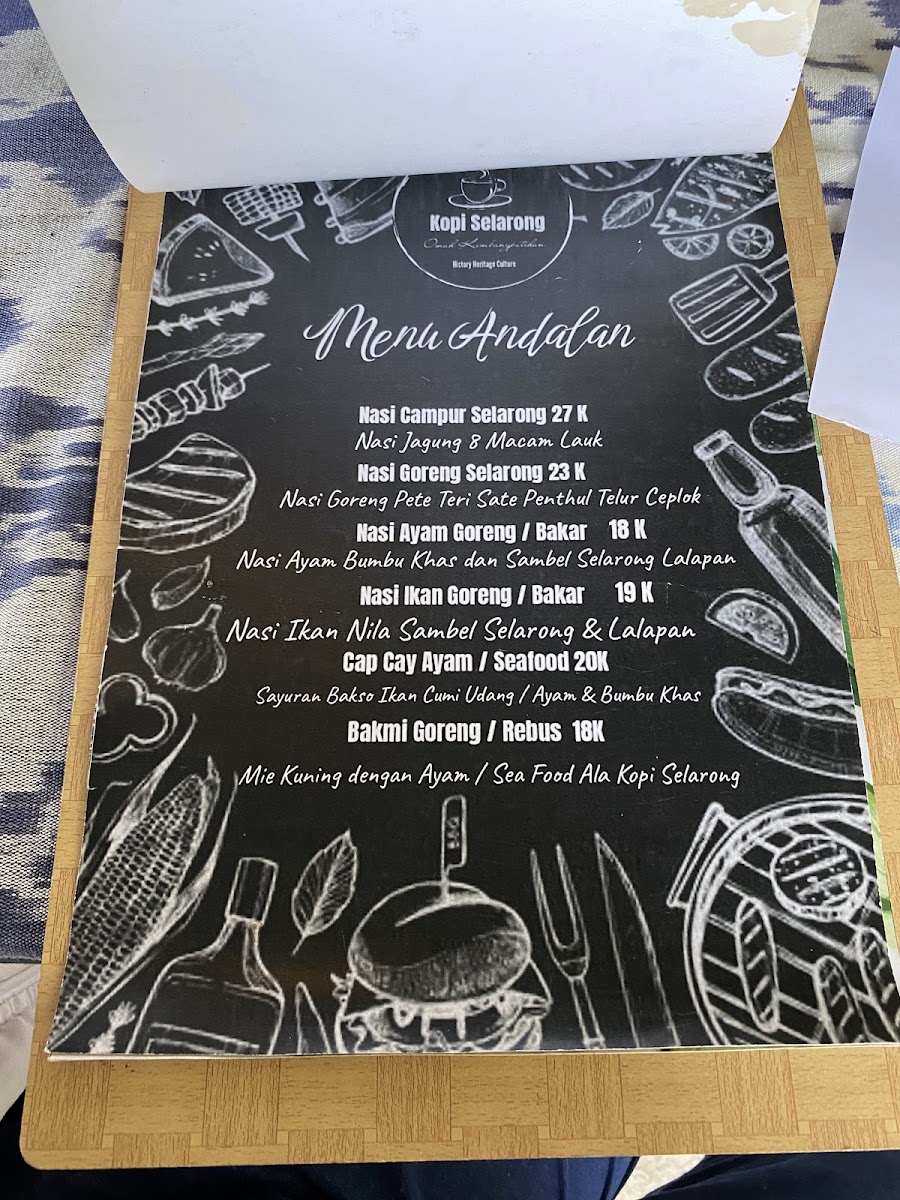 Kopi Selarong
Omah Kembanyoutihan
History Heritage Culture
Menu Andalan
Nasi Campur Selarong 27 K
Nasi Jagung 8 Macam Lauk
Nasi Goreng Selarong 23 K
Nasi Goreng Pete Teri Sate Penthul Telur Ceplok
Nasi Ayam Goreng / Bakar 18 K
Nasi Ayam Bumbu Khas dan Sambel Selarong Lalapan
Nasi Ikan Goreng / Bakar 19 K
Nasi Ikan Nila Sambel Selarong & Lalapan
Cap Cay Ayam / Seafood 20K
Sayuran Bakso Ikan Cumi Udang / Ayam & Bumbu Khas
Bakmi Goreng / Rebus 18K
Mie Kuning dengan Ayam / Sea Food Ala Kopi Selarong
BBQ